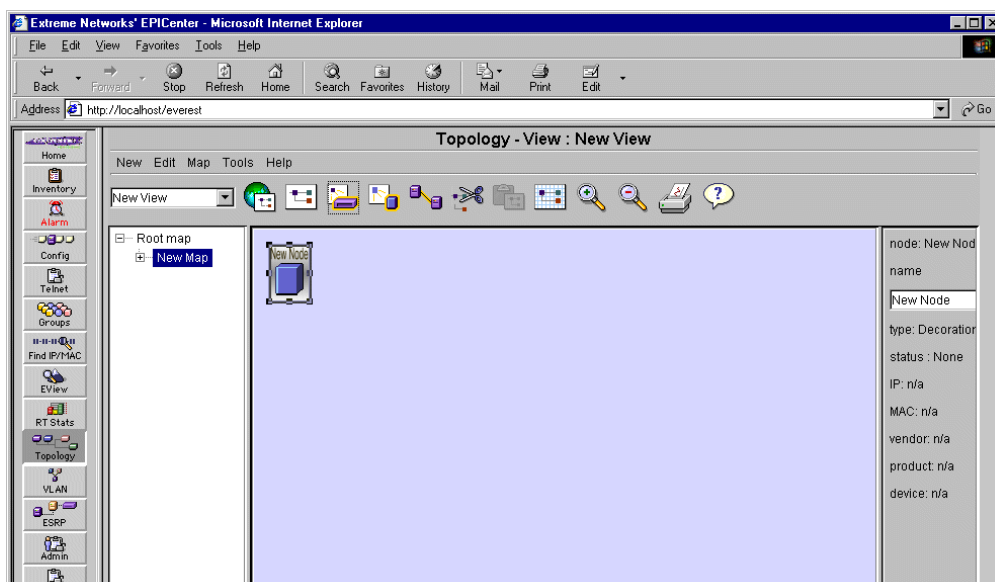 Extreme Networks' EPICenter - Microsoft Internet Explorer
File Edit View Favorites Tools Help
Back Forward Stop Refresh Home Search Favorites History Mail Print Edit
Address http://localhost/everest Go
Home
Inventory
Alarm
Config
Telnet
Groups
Find IP/MAC
EView
RT Stats
Topology
VLAN
ESRP
Admin
Topology - View : New View
New Edit Map Tools Help
New View
Root map
New Map
New Node
node: New Nod
name
New Node
type: Decoration
status : None
IP: n/a
MAC: n/a
vendor: n/a
product: n/a
device: n/a